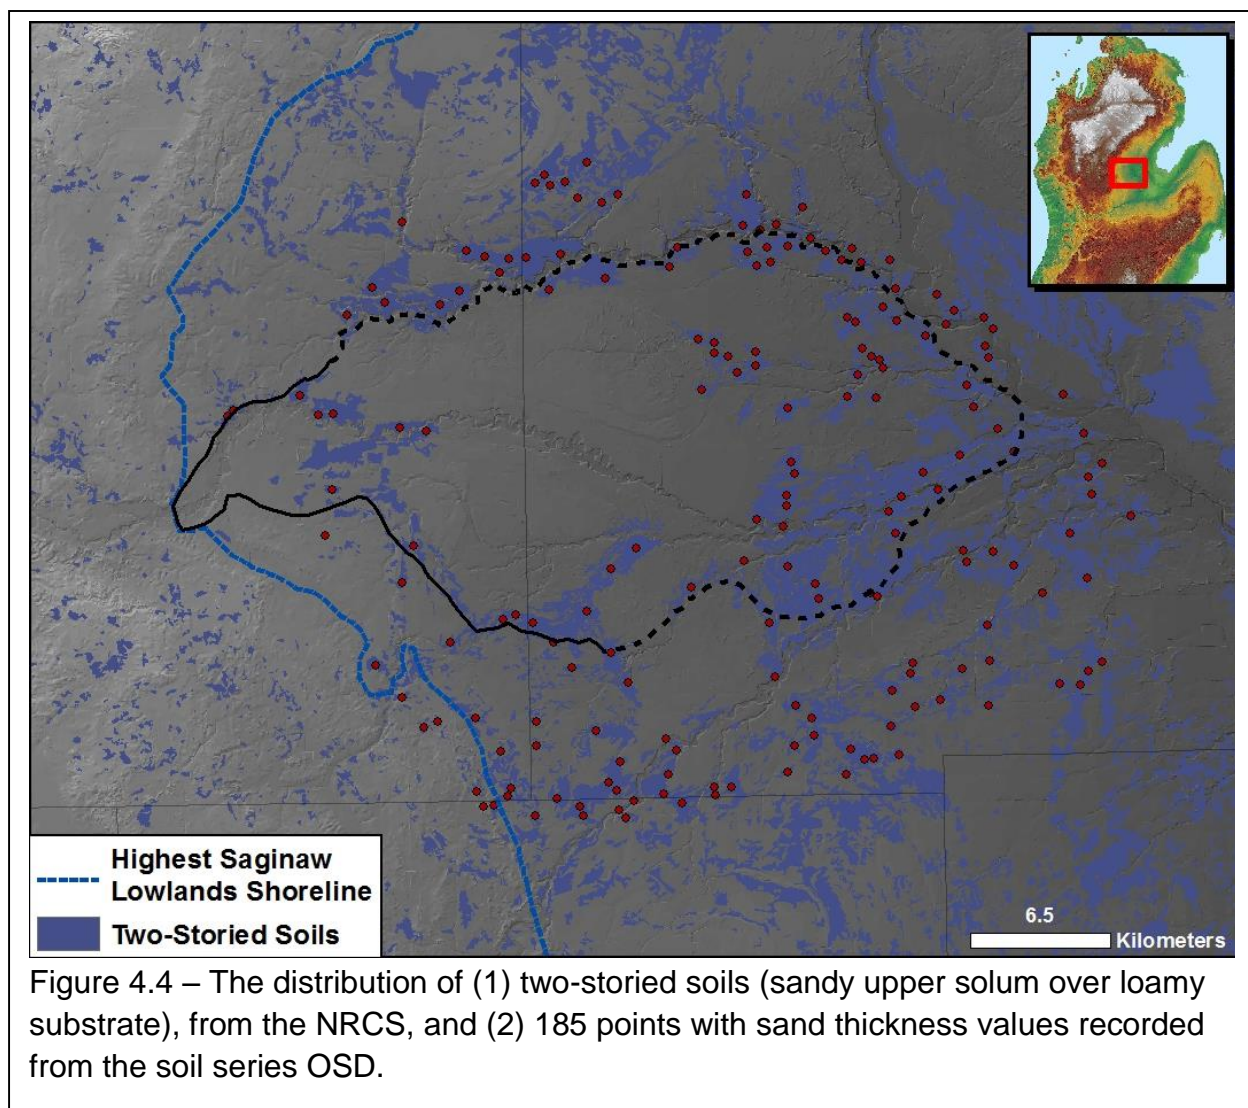 Highest Saginaw
Lowlands Shoreline
Two-Storied Soils
6.5
Kilometers
Figure 4.4 – The distribution of (1) two-storied soils (sandy upper solum over loamy
substrate), from the NRCS, and (2) 185 points with sand thickness values recorded
from the soil series OSD.